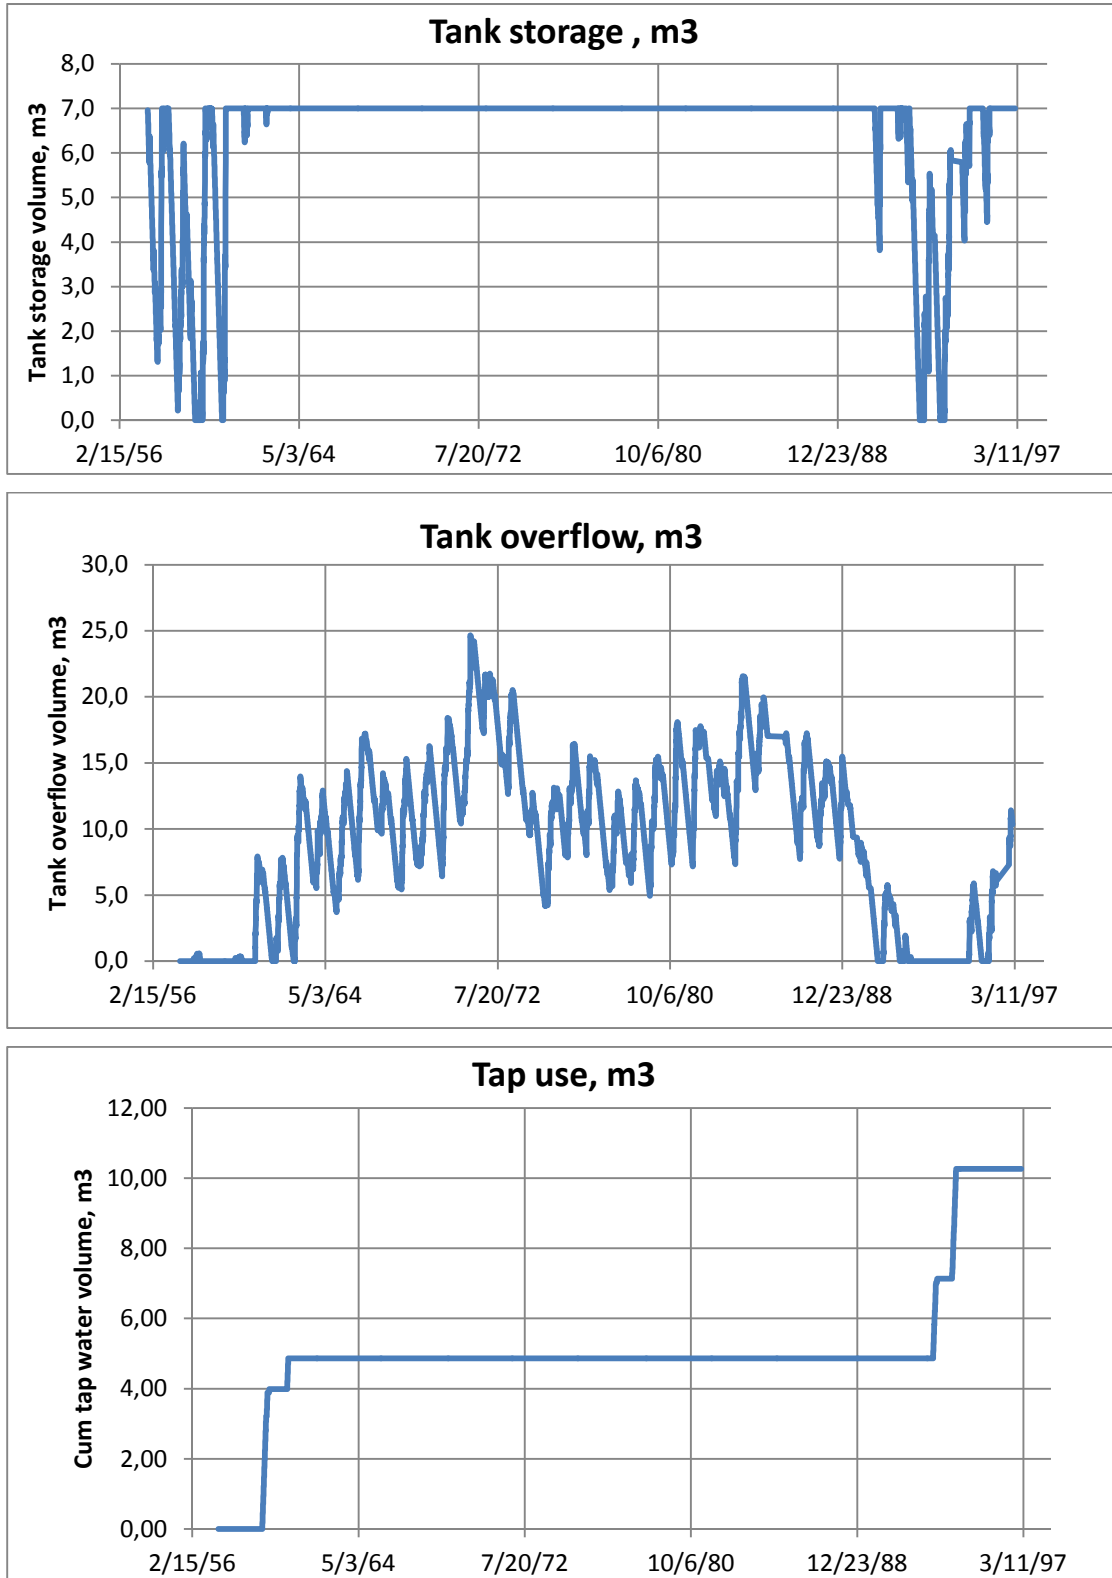 Tank storage , m3
Tank storage volume, m3
8,0
7,0
6,0
5,0
4,0
3,0
2,0
1,0
0,0
2/15/56 5/3/64 7/20/72 10/6/80 12/23/88 3/11/97
Tank overflow, m3
Tank overflow volume, m3
30,0
25,0
20,0
15,0
10,0
5,0
0,0
2/15/56 5/3/64 7/20/72 10/6/80 12/23/88 3/11/97
Tap use, m3
Cum tap water volume, m3
12,00
10,00
8,00
6,00
4,00
2,00
0,00
2/15/56 5/3/64 7/20/72 10/6/80 12/23/88 3/11/97